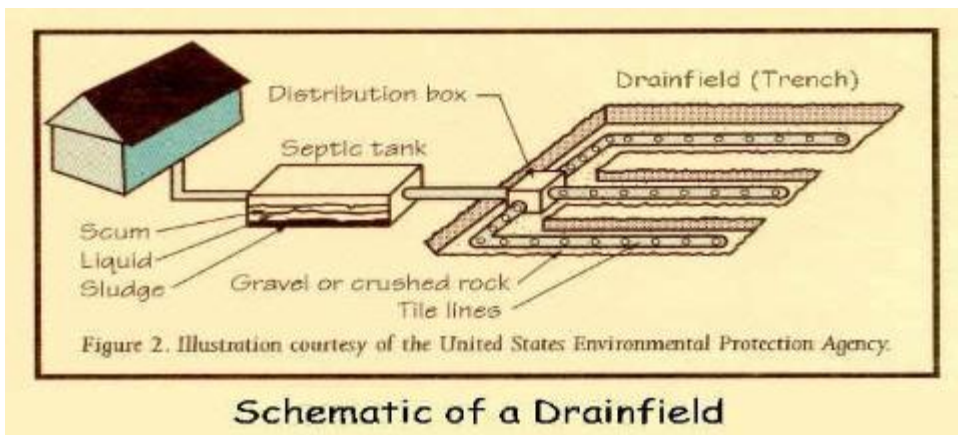 Drainfield (Trench)
Distribution box
Septic tank
Scum
Liquid
Sludge
Gravel or crushed rock
Tile lines
Figure 2. Illustration courtesy of the United States Environmental Protection Agency.
Schematic of a Drainfield